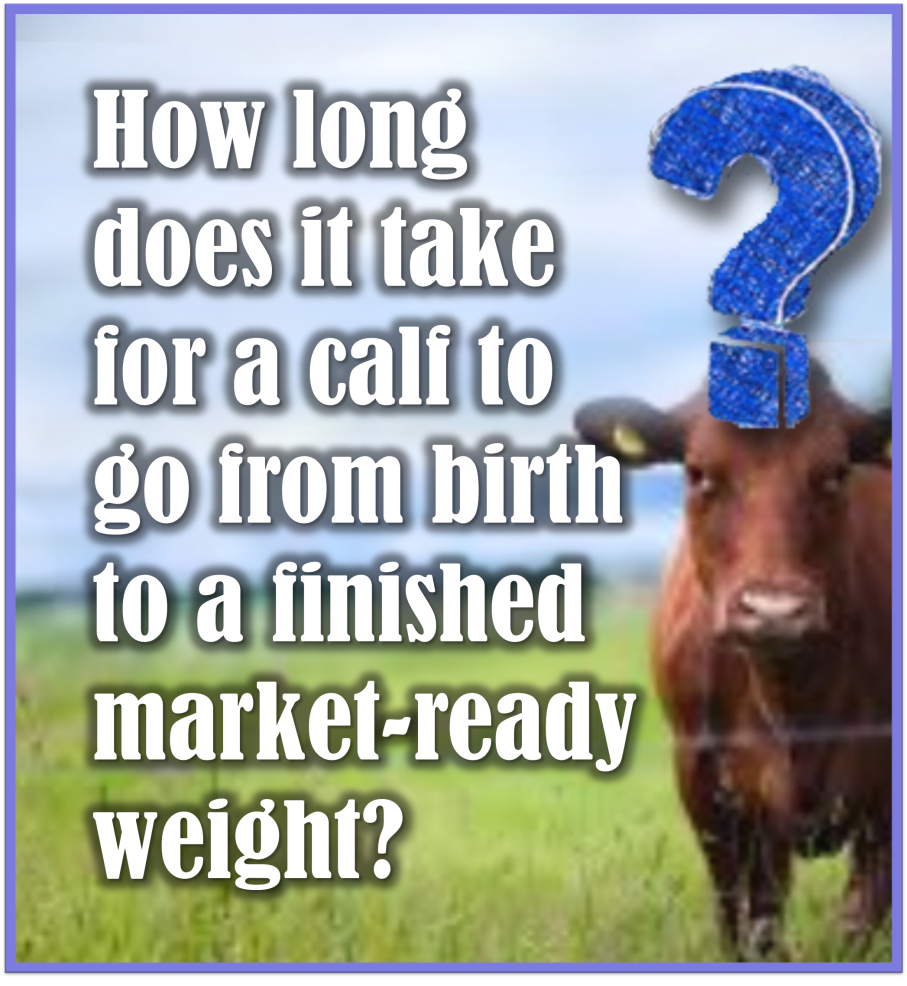 How long
does it take
for a calf to
go from birth
to a finished
market-ready
weight?
?